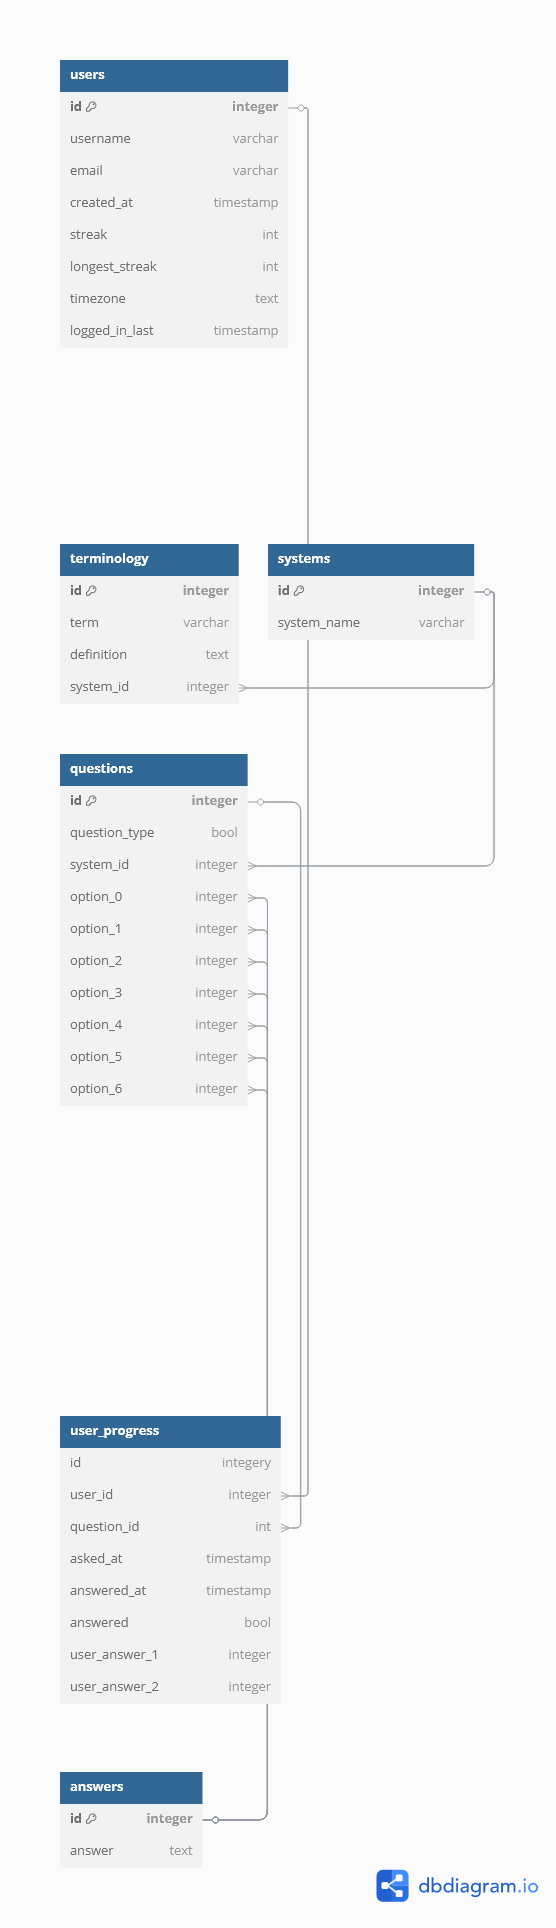 users
id integer
username varchar
email varchar
created_at timestamp
streak int
longest_streak int
timezone text
logged_in_last timestamp
terminology
id integer
term varchar
definition text
system_id integer
systems
id integer
system_name varchar
questions
id integer
question_type bool
system_id integer
option_0 integer
option_1 integer
option_2 integer
option_3 integer
option_4 integer
option_5 integer
option_6 integer
user_progress
id integery
user_id integer
question_id int
asked_at timestamp
answered_at timestamp
answered bool
user_answer_1 integer
user_answer_2 integer
answers
id integer
answer text
dbdiagram.io